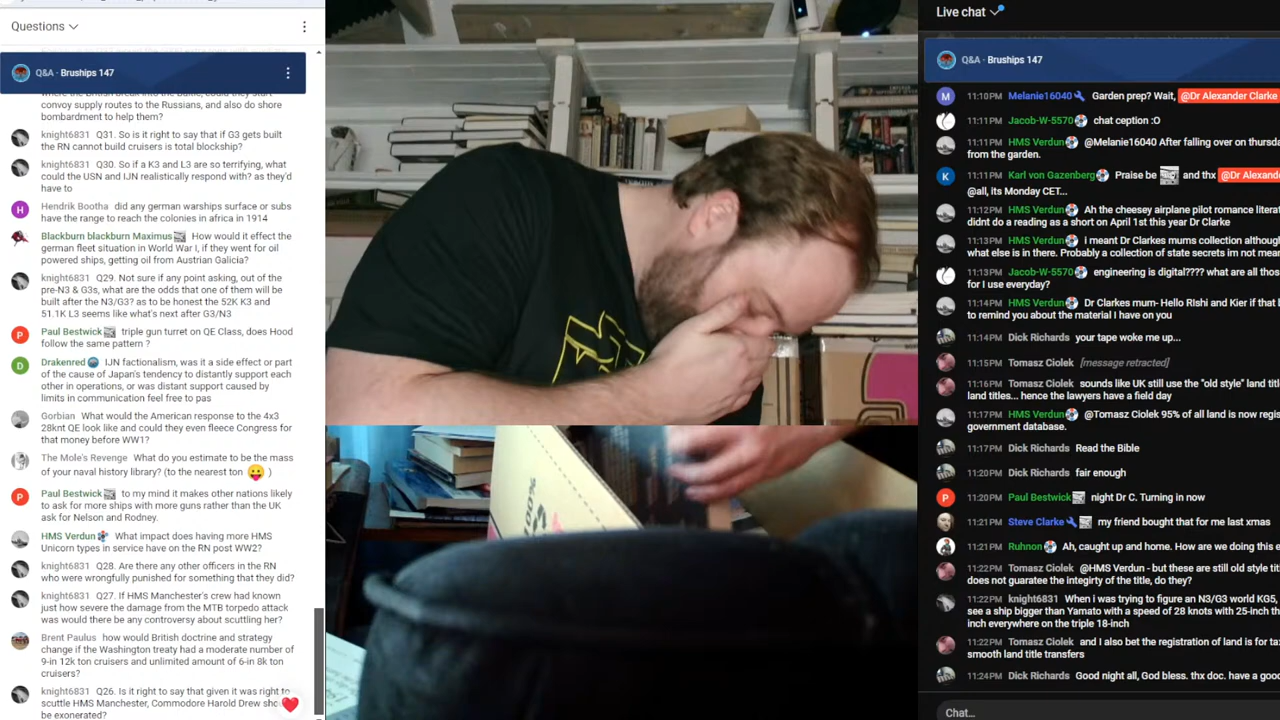 Questions
Q&A · Bruships 147
where the British break into the Baltic, could they start
convoy supply routes to the Russians, and also do shore
bombardment to help them?
knight6831 Q31. So is it right to say that if G3 gets built
the RN cannot build cruisers is total blockship?
knight6831 Q30. So if a K3 and L3 are so terrifying, what
could the USN and IJN realistically respond with? as they'd
have to
Hendrik Bootha did any german warships surface or subs
have the range to reach the colonies in africa in 1914
Blackburn blackburn Maximus How would it effect the
german fleet situation in World War I, if they went for oil
powered ships, getting oil from Austrian Galicia?
knight6831 Q29. Not sure if any point asking, out of the
pre-N3 & G3s, what are the odds that one of them will be
built after the N3/G3? as to be honest the 52K K3 and
51.1K L3 seems like what's next after G3/N3
Paul Bestwick triple gun turret on QE Class, does Hood
follow the same pattern ?
Drakenred IJN factionalism, was it a side effect or part
of the cause of Japan's tendency to distantly support each
other in operations, or was distant support caused by
limits in communication feel free to pas
Gorbian What would the American response to the 4x3
28knt QE look like and could they even fleece Congress for
that money before WW1?
The Mole's Revenge What do you estimate to be the mass
of your naval history library? (to the nearest ton 😛 )
Paul Bestwick to my mind it makes other nations likely
to ask for more ships with more guns rather than the UK
ask for Nelson and Rodney.
HMS Verdun What impact does having more HMS
Unicorn types in service have on the RN post WW2?
knight6831 Q28. Are there any other officers in the RN
who were wrongfully punished for something that they did?
knight6831 Q27. If HMS Manchester's crew had known
just how severe the damage from the MTB torpedo attack
was would there be any controversy about scuttling her?
Brent Paulus how would British doctrine and strategy
change if the Washington treaty had a moderate number of
9-in 12k ton cruisers and unlimited amount of 6-in 8k ton
cruisers?
knight6831 Q26. Is it right to say that given it was right to
scuttle HMS Manchester, Commodore Harold Drew sho
be exonerated?
100%
Live chat
Q&A · Bruships 147
11:10PM Melanie16040 Garden prep? Wait, @Dr Alexander Clarke
11:11PM Jacob-W-5570 chat ception :O
11:11PM HMS Verdun @Melanie16040 After falling over on thursda
from the garden.
11:11PM Karl von Gazenberg Praise be and thx @Dr Alexand
@all, its Monday CET...
11:12PM HMS Verdun Ah the cheesey airplane pilot romance literat
didnt do a reading as a short on April 1st this year Dr Clarke
11:13PM HMS Verdun i meant Dr Clarkes mums collection althoug
what else is in there. Probably a collection of state secrets im not mean
11:13PM Jacob-W-5570 engineering is digital???? what are all thos
for I use everyday?
11:14PM HMS Verdun Dr Clarkes mum- Hello RIshi and Kier if that
to remind you about the material I have on you
11:14PM Dick Richards your tape woke me up...
11:15PM Tomasz Ciolek [message retracted]
11:16PM Tomasz Ciolek sounds like UK still use the "old style" land titl
land titles... hence the lawyers have a field day
11:17PM HMS Verdun @Tomasz Ciolek 95% of all land is now regis
government database.
11:17PM Dick Richards Read the Bible
11:20PM Dick Richards fair enough
11:20PM Paul Bestwick night Dr C. Turning in now
11:21PM Steve Clarke my friend bought that for me last xmas
11:21PM Ruhnon Ah, caught up and home. How are we doing this e
11:22PM Tomasz Ciolek @HMS Verdun - but these are still old style tit
does not guaratee the integirty of the title, do they?
11:22PM knight6831 When i was trying to figure an N3/G3 world KG5,
see a ship bigger than Yamato with a speed of 28 knots with 25-inch th
inch everywhere on the triple 18-inch
11:22PM Tomasz Ciolek and I also bet the registration of land is for ta
smooth land title transfers
11:24PM Dick Richards Good night all, God bless. thx doc. have a goo
Chat...